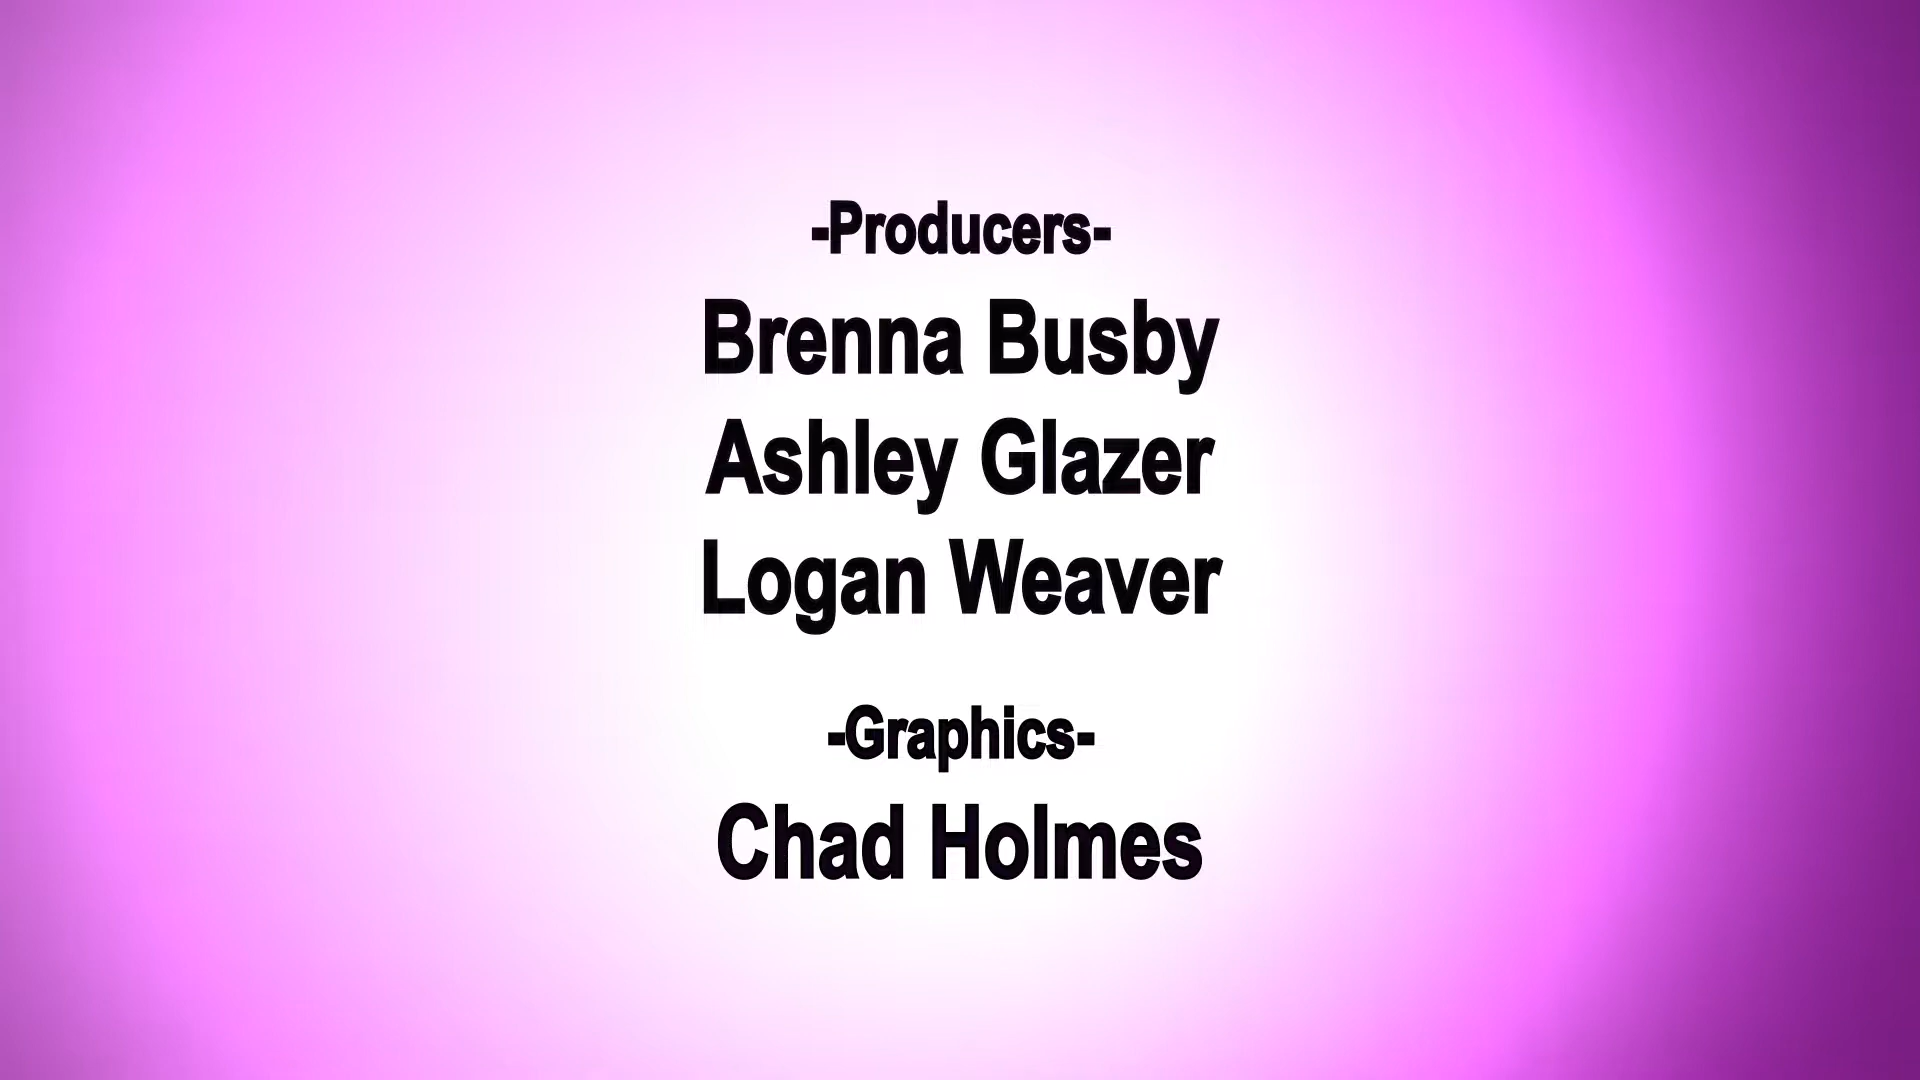 -Producers-
Brenna Busby
Ashley Glazer
Logan Weaver
-Graphics-
Chad Holmes